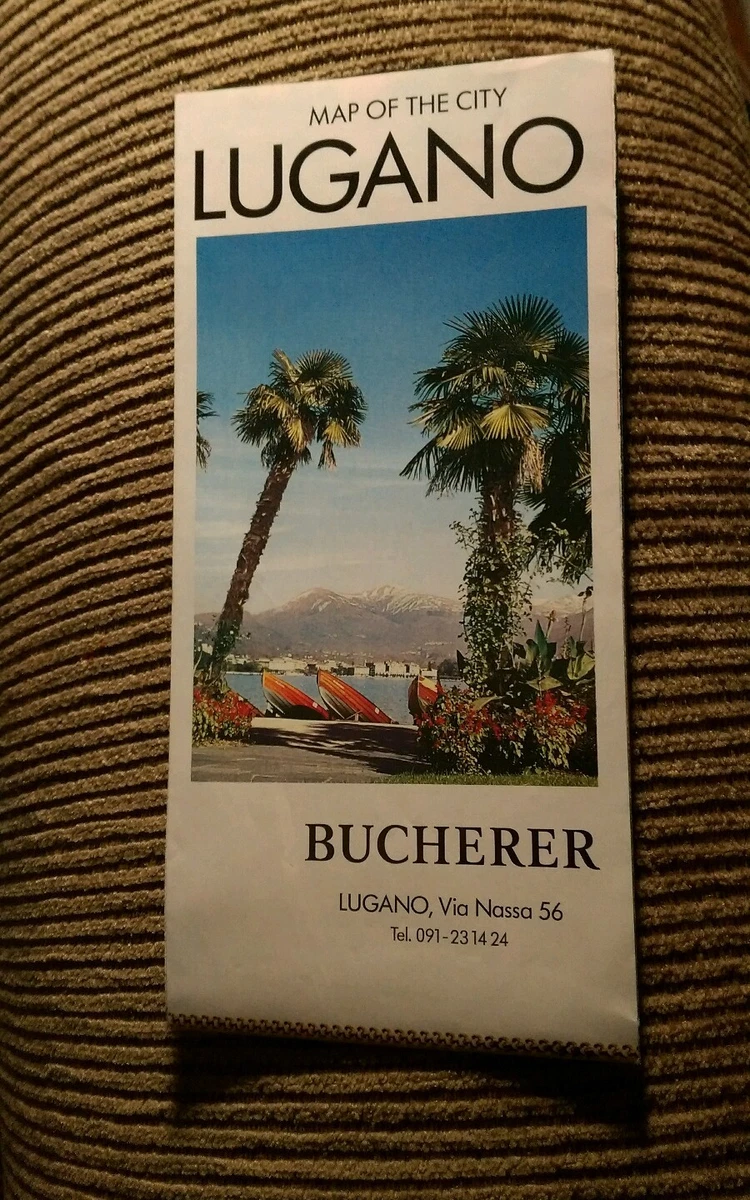 MAP OF THE CITY
LUGANO
BUCHERER
LUGANO, Via Nassa 56
Tel. 091-23 14 24